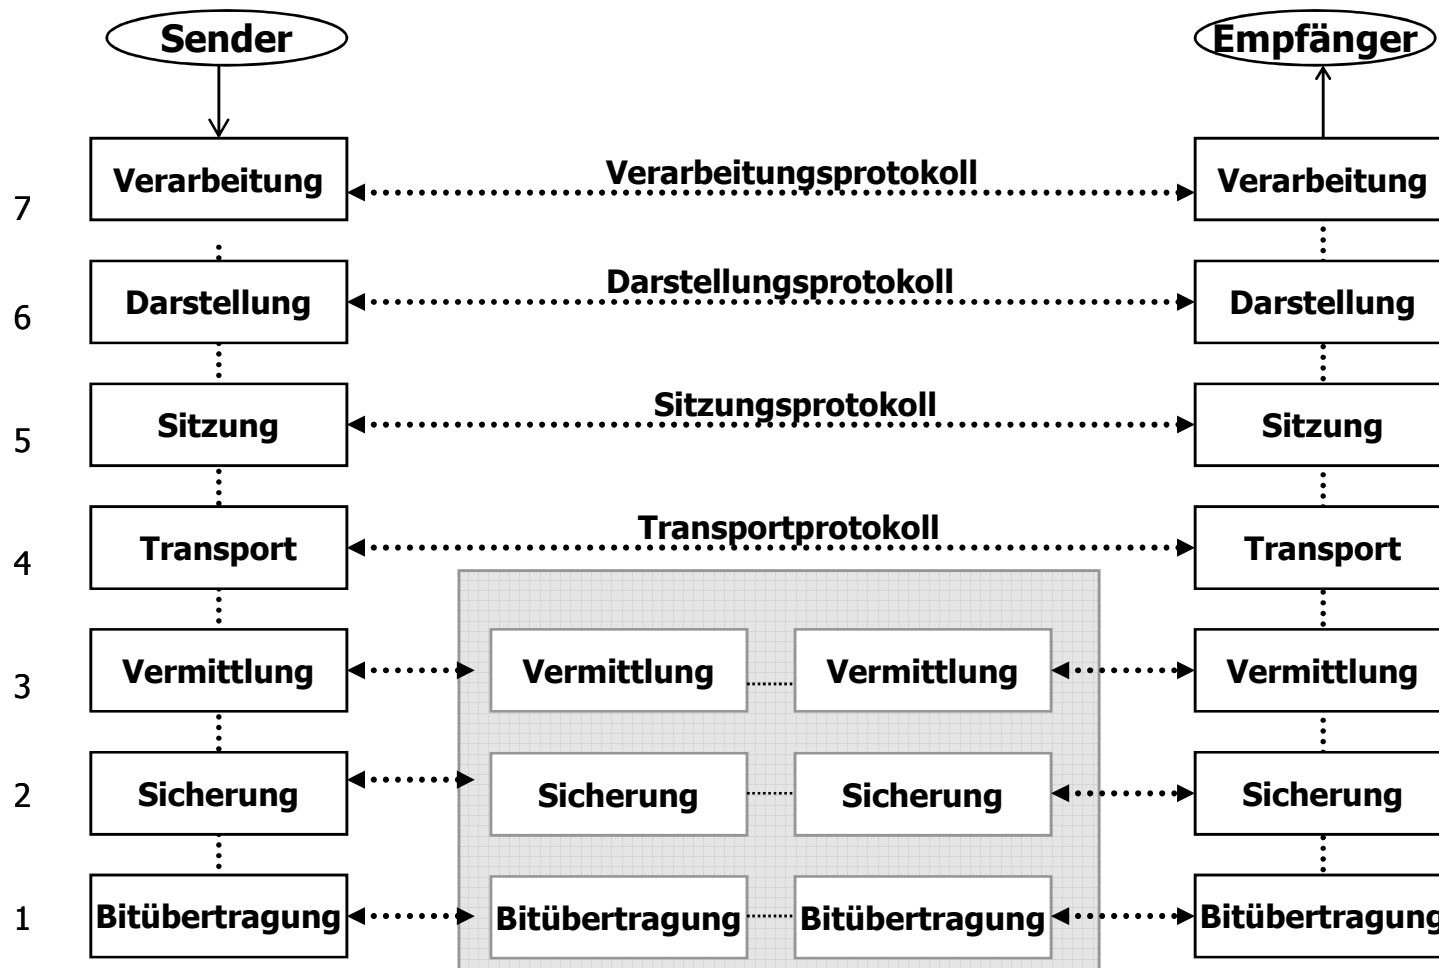 Sender
Empfänger
7
Verarbeitung
Verarbeitungsprotokoll
Verarbeitung
6
Darstellung
Darstellungsprotokoll
Darstellung
5
Sitzung
Sitzungsprotokoll
Sitzung
4
Transport
Transportprotokoll
Transport
3
Vermittlung
Vermittlung
Vermittlung
Vermittlung
2
Sicherung
Sicherung
Sicherung
Sicherung
1
Bitübertragung
Bitübertragung
Bitübertragung
Bitübertragung